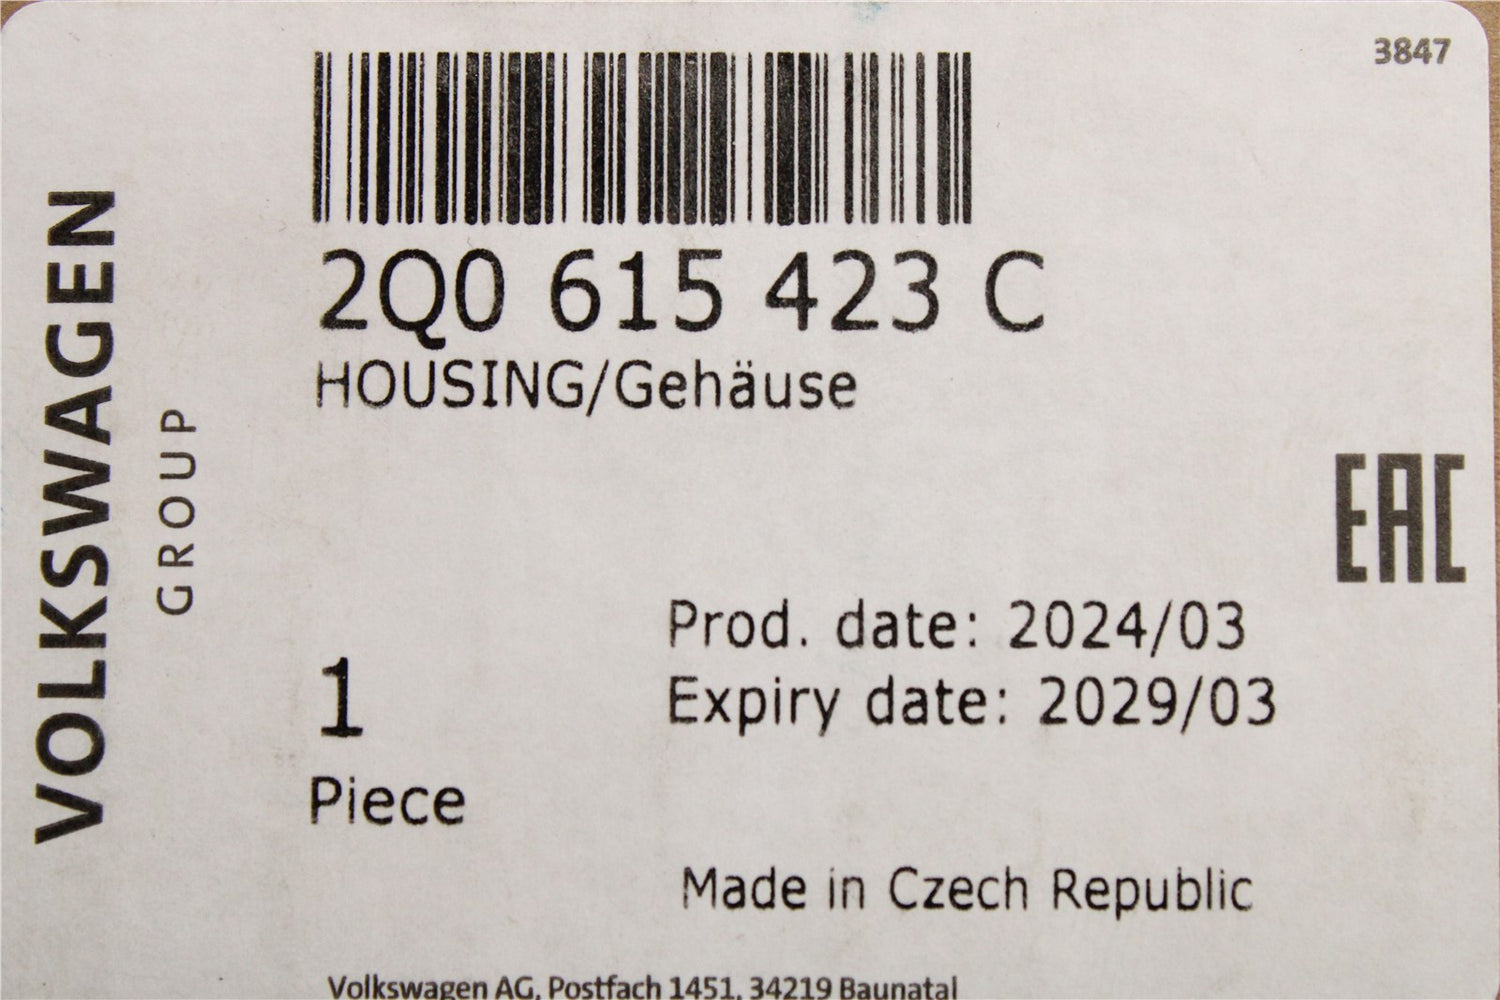 3847
2Q0 615 423 C
HOUSING/Gehäuse
VOLKSWAGEN
GROUP
EAC
Prod. date: 2024/03
Expiry date: 2029/03
1
Piece
Made in Czech Republic
Volkswagen AG, Postfach 1451, 34219 Baunatal